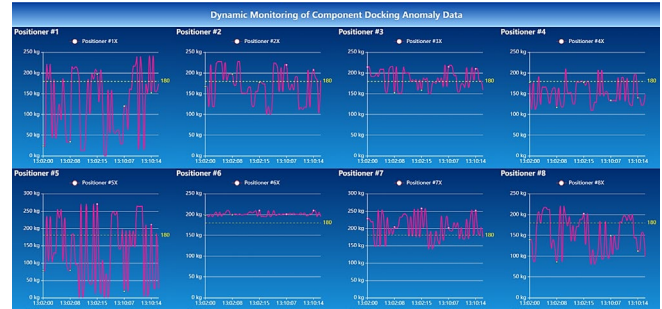 Dynamic Monitoring of Component Docking Anomaly Data
Positioner #1
Positioner #1X
250 kg
200 kg
150 kg
100 kg
50 kg
0 kg
180
13:02:00 13:02:08 13:02:15 13:10:07 13:10:14
Positioner #2
Positioner #2X
250 kg
200 kg
150 kg
100 kg
50 kg
0 kg
180
13:02:00 13:02:08 13:02:15 13:10:07 13:10:14
Positioner #3
Positioner #3X
250 kg
200 kg
150 kg
100 kg
50 kg
0 kg
180
13:02:00 13:02:08 13:02:15 13:10:07 13:10:14
Positioner #4
Positioner #4X
250 kg
200 kg
150 kg
100 kg
50 kg
0 kg
180
13:02:00 13:02:08 13:02:15 13:10:07 13:10:14
Positioner #5
Positioner #5X
300 kg
250 kg
200 kg
150 kg
100 kg
50 kg
0 kg
180
13:02:00 13:02:08 13:02:15 13:10:07 13:10:14
Positioner #6
Positioner #6X
250 kg
200 kg
150 kg
100 kg
50 kg
0 kg
180
13:02:00 13:02:08 13:02:15 13:10:07 13:10:14
Positioner #7
Positioner #7X
300 kg
250 kg
200 kg
150 kg
100 kg
50 kg
0 kg
180
13:02:00 13:02:08 13:02:15 13:10:07 13:10:14
Positioner #8
Positioner #8X
250 kg
200 kg
150 kg
100 kg
50 kg
0 kg
180
13:02:00 13:02:08 13:02:15 13:10:07 13:10:14